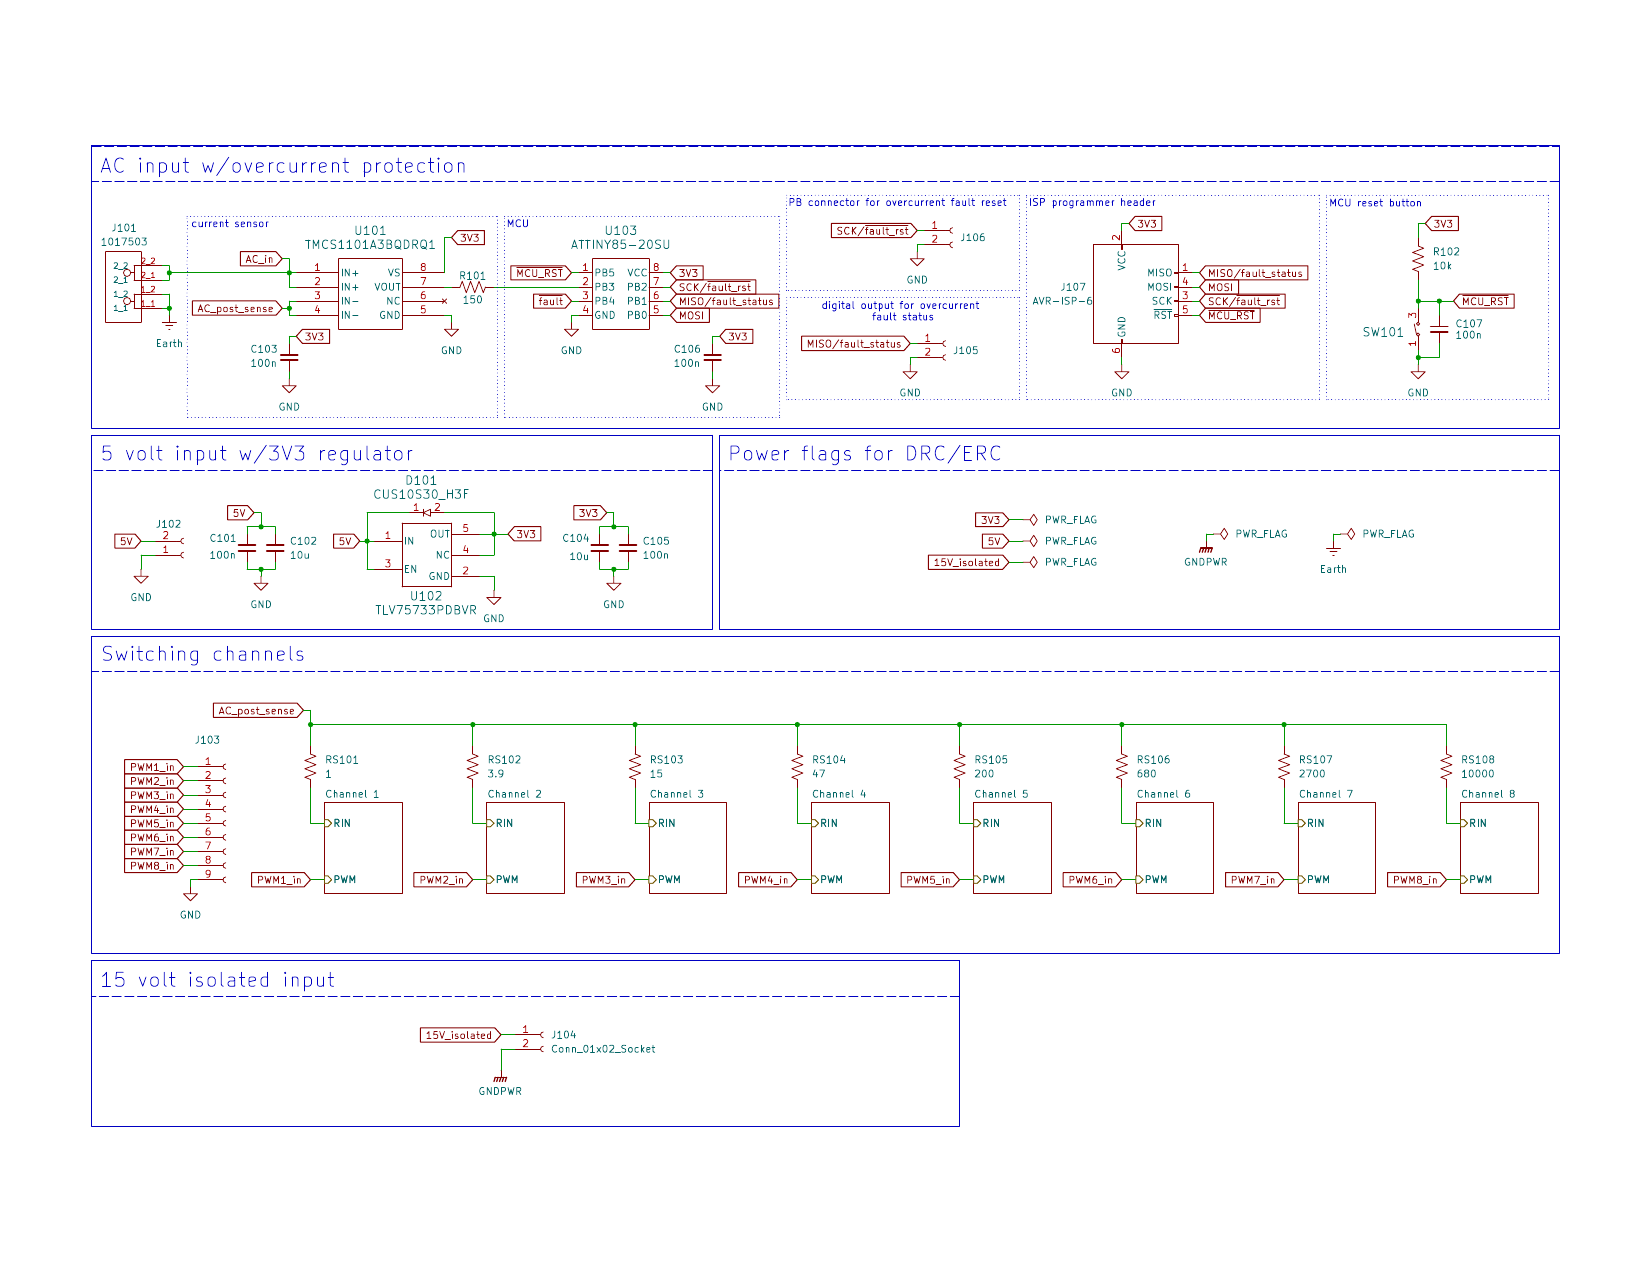 AC input w/overcurrent protection
J101
1017503
2_2
2_1
1_2
1_1
2_2
2_1
1_2
1_1
Earth
current sensor
AC_in
AC_post_sense
U101
TMCS1101A3BQDRQ1
1 IN+
2 IN+
3 IN-
4 IN-
VS 8
VOUT 7
NC 6
GND 5
3V3
R101
150
GND
3V3
C103
100n
GND
MCU
U103
ATTINY85-20SU
MCU_RST
fault
1 PB5
2 PB3
3 PB4
4 GND
VCC 8
PB2 7
PB1 6
PB0 5
3V3
SCK/fault_rst
MISO/fault_status
MOSI
GND
3V3
C106
100n
GND
PB connector for overcurrent fault reset
SCK/fault_rst
1
2
J106
GND
digital output for overcurrent
fault status
MISO/fault_status
1
2
J105
GND
ISP programmer header
3V3
2
VCC
J107
AVR-ISP-6
MISO 1
MOSI 4
SCK 3
RST 5
MISO/fault_status
MOSI
SCK/fault_rst
MCU_RST
GND
6
GND
MCU reset button
3V3
R102
10k
MCU_RST
SW101
3
1
C107
100n
GND
5 volt input w/3V3 regulator
J102
5V
2
1
GND
5V
C101
100n
C102
10u
GND
D101
CUS10S30_H3F
1 2
5V
1 IN
3 EN
OUT 5
NC 4
GND 2
3V3
U102
TLV75733PDBVR
GND
3V3
C104
10u
C105
100n
GND
Power flags for DRC/ERC
3V3 PWR_FLAG
5V PWR_FLAG
15V_isolated PWR_FLAG
PWR_FLAG
GNDPWR
PWR_FLAG
Earth
Switching channels
AC_post_sense
J103
PWM1_in 1
PWM2_in 2
PWM3_in 3
PWM4_in 4
PWM5_in 5
PWM6_in 6
PWM7_in 7
PWM8_in 8
9
GND
RS101
1
Channel 1
RIN
PWM1_in PWM
RS102
3.9
Channel 2
RIN
PWM2_in PWM
RS103
15
Channel 3
RIN
PWM3_in PWM
RS104
47
Channel 4
RIN
PWM4_in PWM
RS105
200
Channel 5
RIN
PWM5_in PWM
RS106
680
Channel 6
RIN
PWM6_in PWM
RS107
2700
Channel 7
RIN
PWM7_in PWM
RS108
10000
Channel 8
RIN
PWM8_in PWM
15 volt isolated input
15V_isolated
1
2
J104
Conn_01x02_Socket
GNDPWR